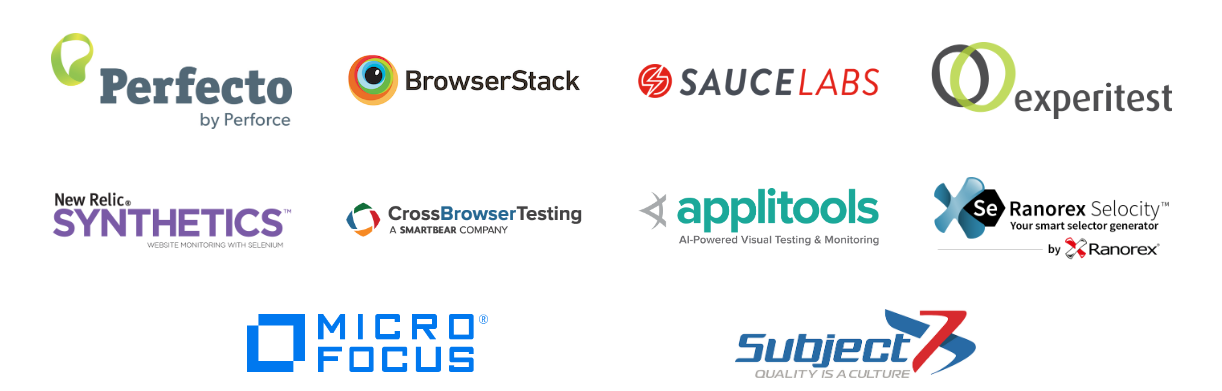 Perfecto
by Perforce
BrowserStack
SAUCELABS
experitest
New Relic®
SYNTHETICS™
WEBSITE MONITORING WITH SELENIUM
CrossBrowserTesting
A SMARTBEAR COMPANY
applitools
AI-Powered Visual Testing & Monitoring
Se Ranorex Selocity™
Your smart selector generator
by Ranorex®
MICRO®
FOCUS
Subject7
QUALITY IS A CULTURE